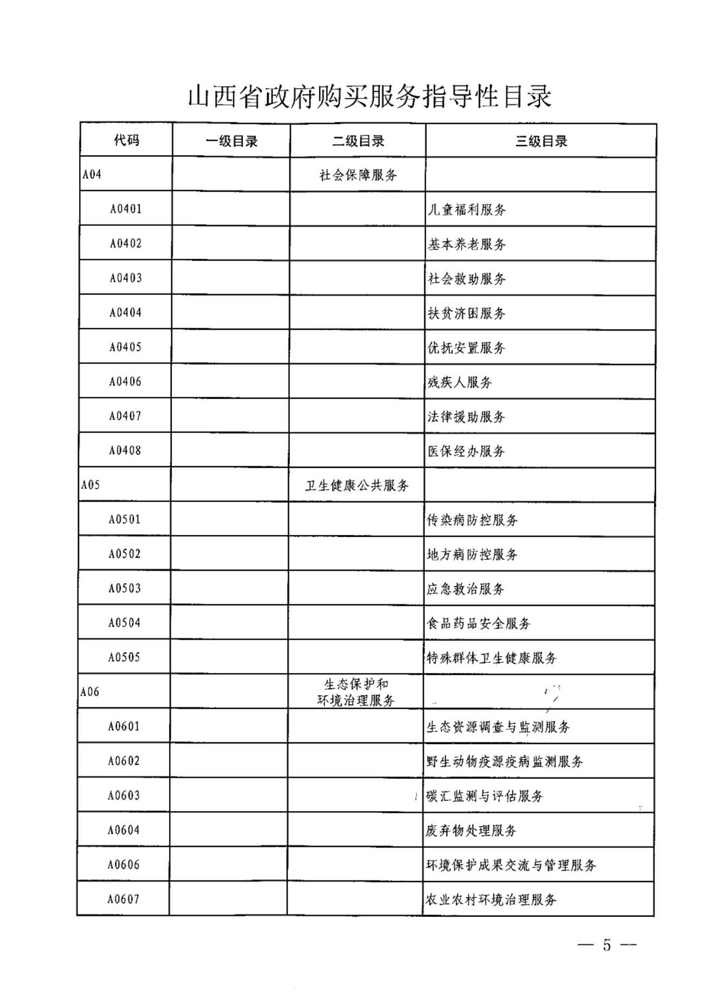 山西省政府购买服务指导性目录
代码 一级目录 二级目录 三级目录
A04 社会保障服务
A0401 儿童福利服务
A0402 基本养老服务
A0403 社会救助服务
A0404 扶贫济困服务
A0405 优抚安置服务
A0406 残疾人服务
A0407 法律援助服务
A0408 医保经办服务
A05 卫生健康公共服务
A0501 传染病防控服务
A0502 地方病防控服务
A0503 应急救治服务
A0504 食品药品安全服务
A0505 特殊群体卫生健康服务
A06 生态保护和
环境治理服务
A0601 生态资源调查与监测服务
A0602 野生动物疫源疫病监测服务
A0603 碳汇监测与评估服务
A0604 废弃物处理服务
A0606 环境保护成果交流与管理服务
A0607 农业农村环境治理服务
— 5 —